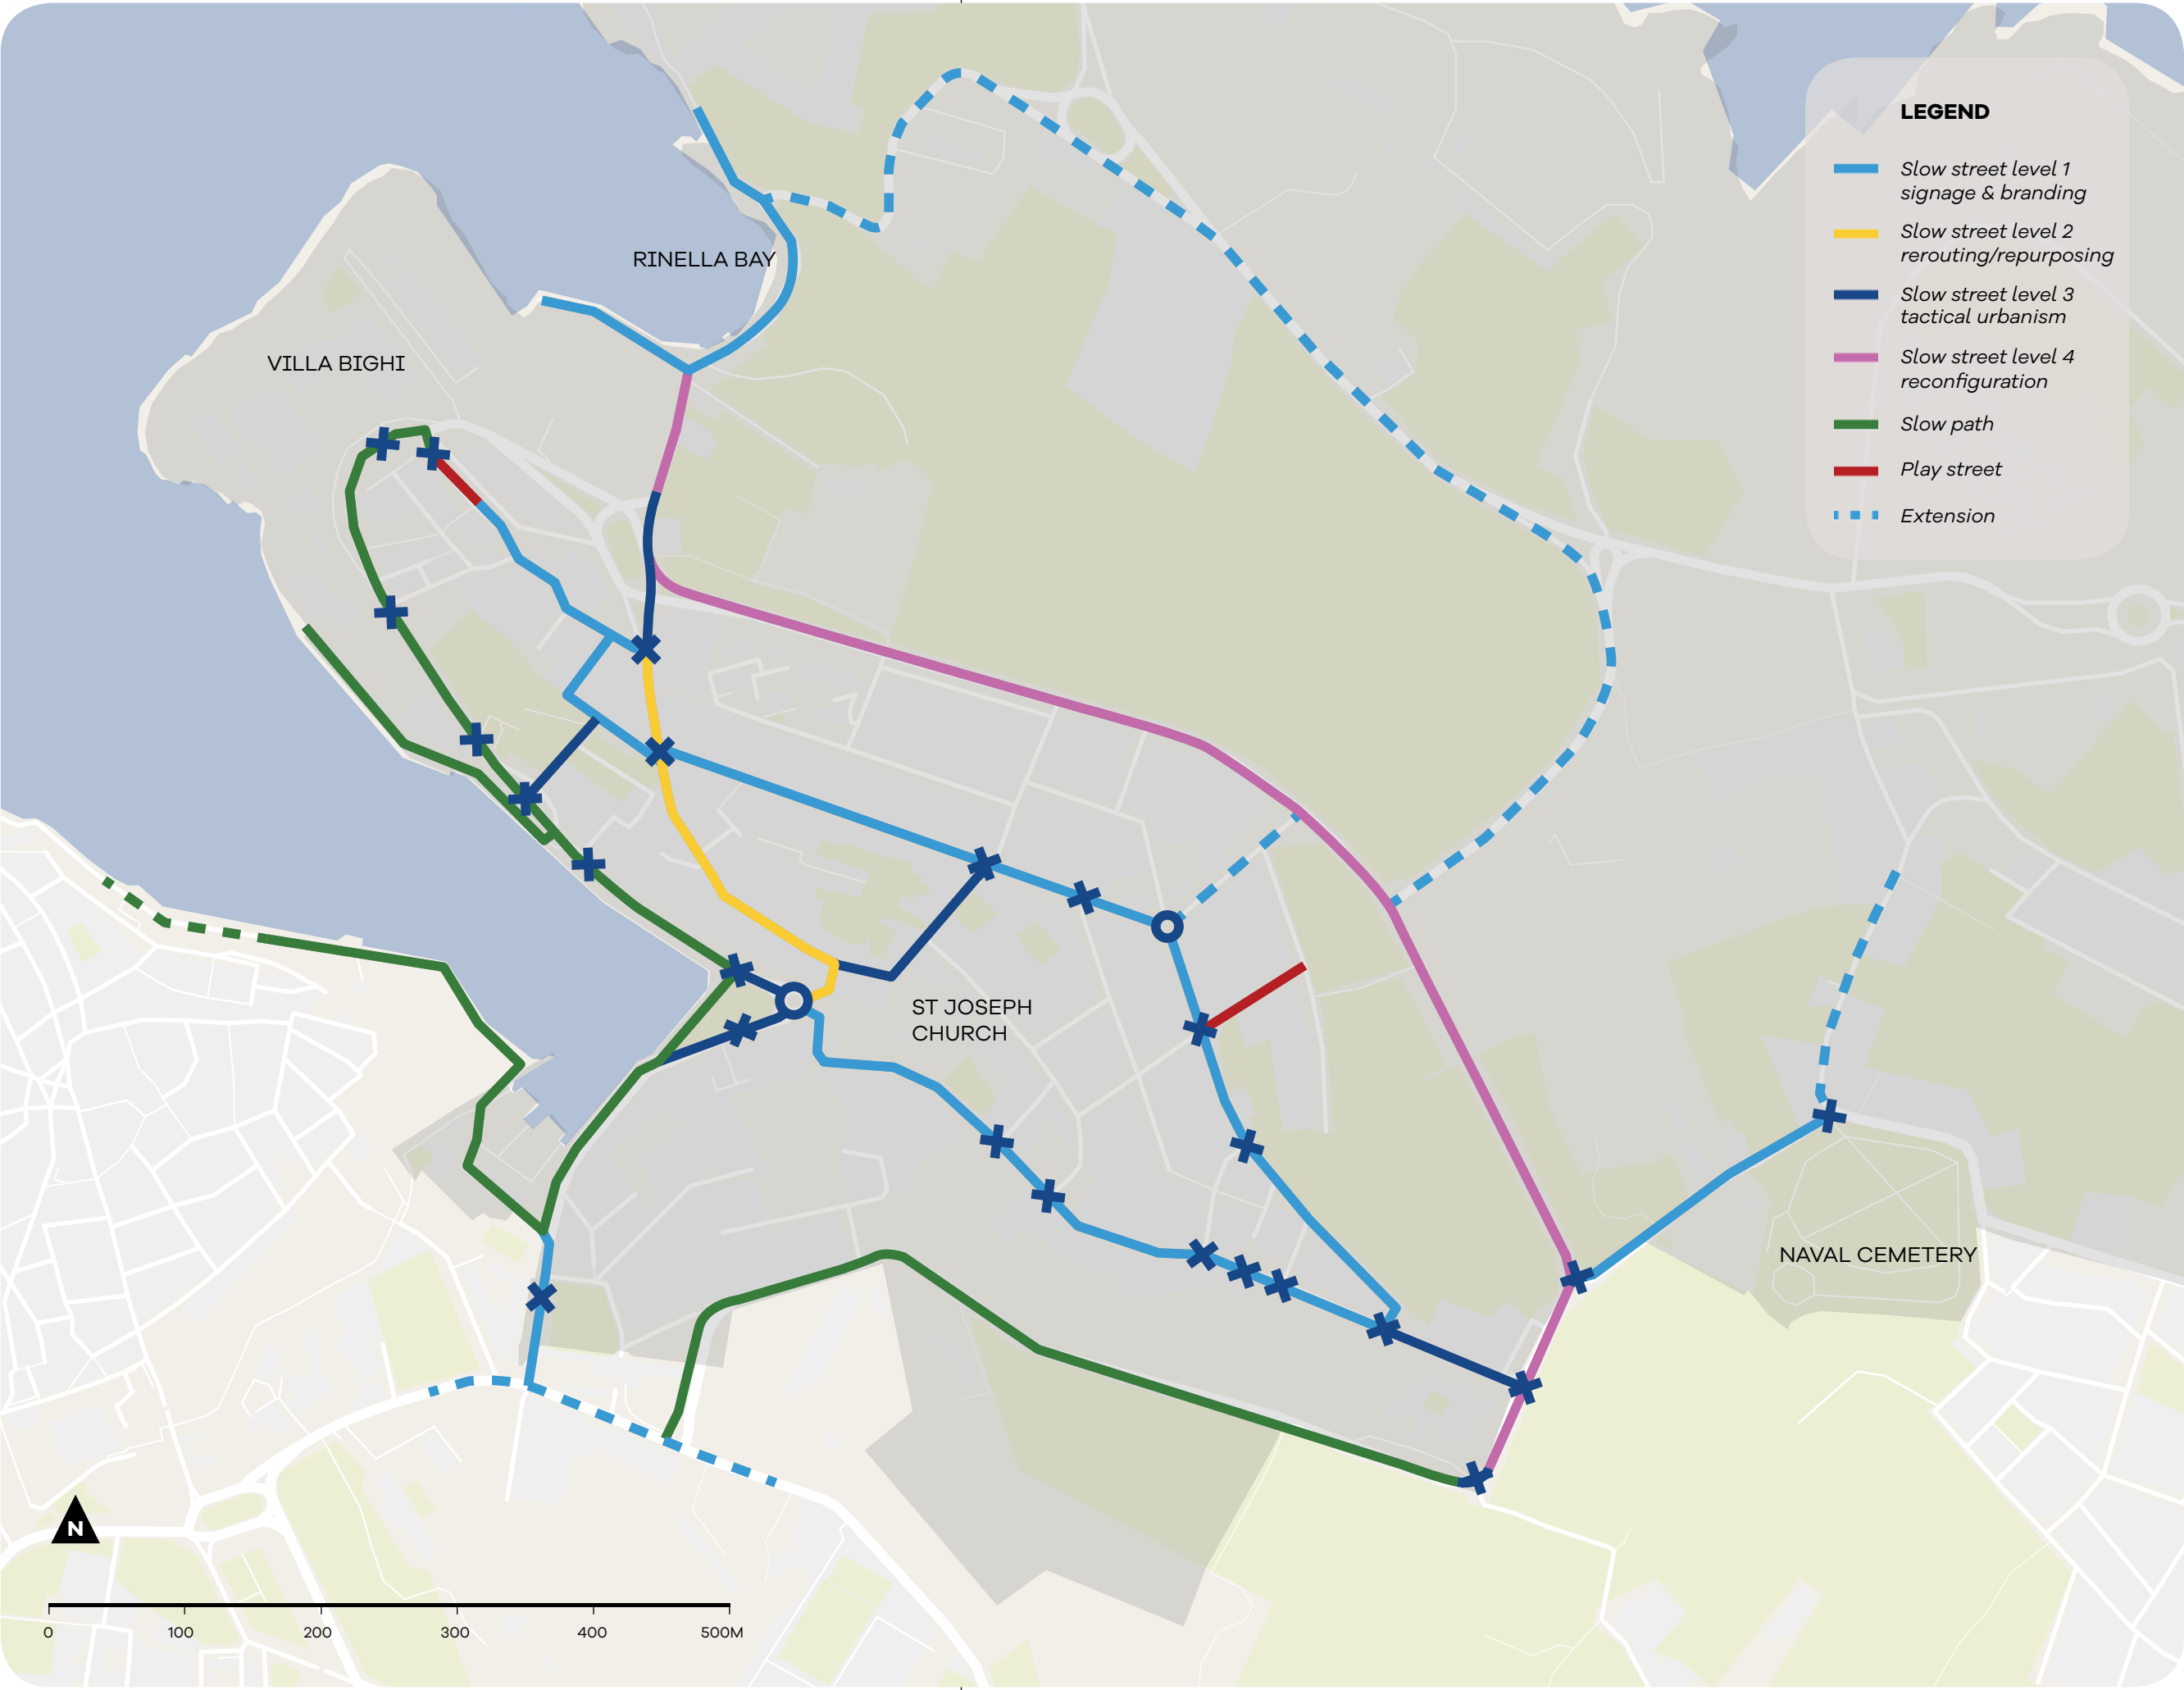 LEGEND
Slow street level 1
signage & branding
Slow street level 2
rerouting/repurposing
Slow street level 3
tactical urbanism
Slow street level 4
reconfiguration
Slow path
Play street
Extension
RINELLA BAY
VILLA BIGHI
ST JOSEPH
CHURCH
NAVAL CEMETERY
N
0 100 200 300 400 500M